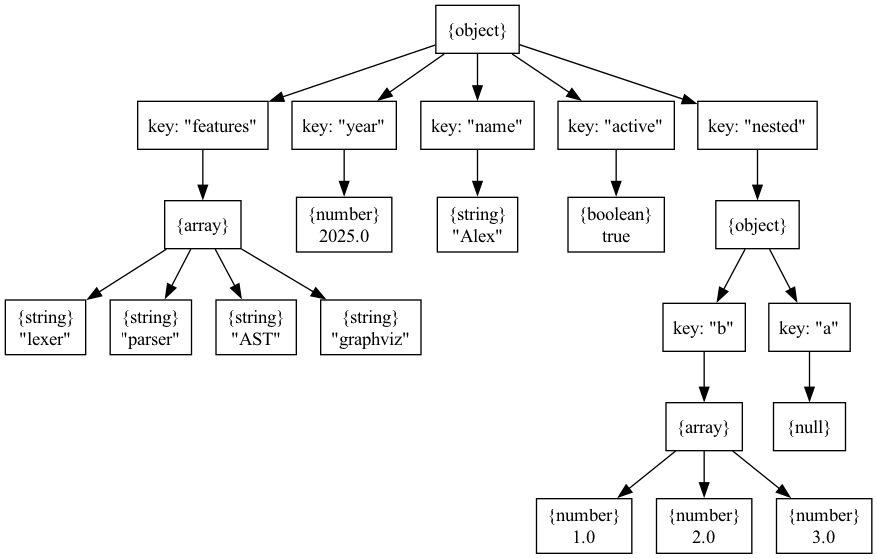 {object}
key: "features"
key: "year"
key: "name"
key: "active"
key: "nested"
{array}
{number}
2025.0
{string}
"Alex"
{boolean}
true
{object}
{string}
"lexer"
{string}
"parser"
{string}
"AST"
{string}
"graphviz"
key: "b"
key: "a"
{array}
{null}
{number}
1.0
{number}
2.0
{number}
3.0